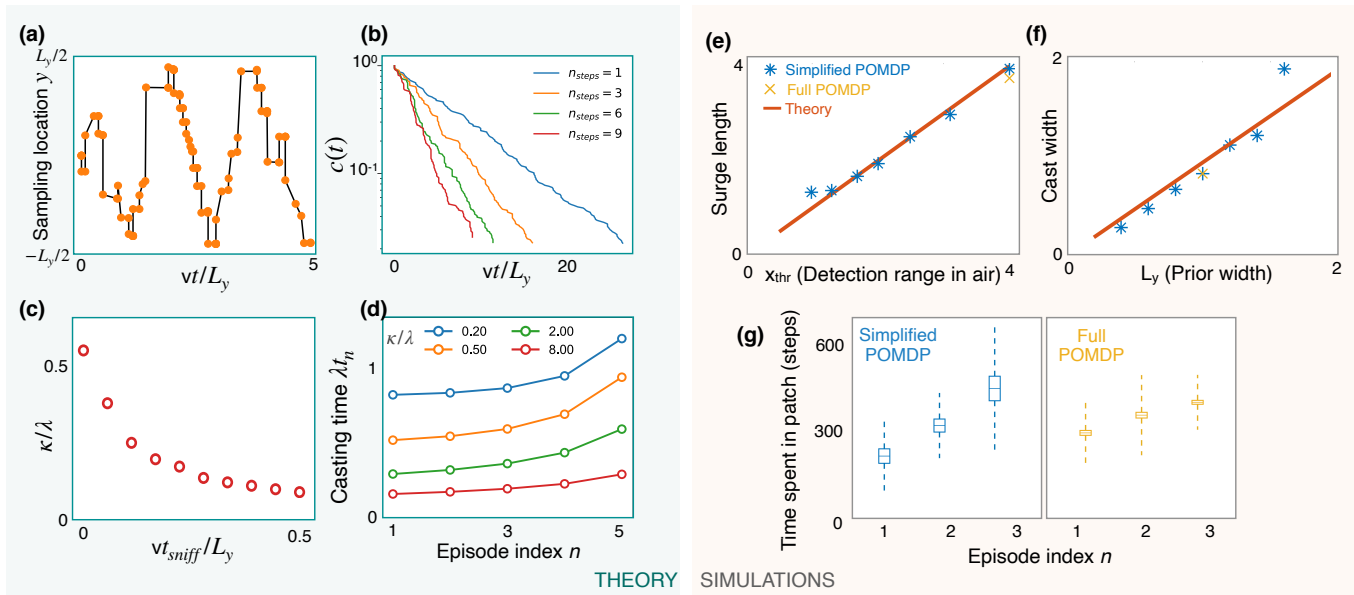 (a)
Sampling location y
L_y/2
−L_y/2
0
5
vt/L_y
(b)
c(t)
10⁰
10⁻¹
n_steps = 1
n_steps = 3
n_steps = 6
n_steps = 9
0
20
vt/L_y
(c)
κ/λ
0.5
0
0
0.5
vt_sniff/L_y
(d)
Casting time λt_n
1
0
κ/λ
0.20
2.00
0.50
8.00
1
3
3
5
Episode index n
THEORY
(e)
Surge length
4
0
Simplified POMDP
Full POMDP
Theory
0
4
x_thr (Detection range in air)
(f)
Cast width
2
0
0
2
L_y (Prior width)
(g)
Time spent in patch (steps)
600
300
0
Simplified
POMDP
1
2
3
Full
POMDP
1
2
3
Episode index n
SIMULATIONS